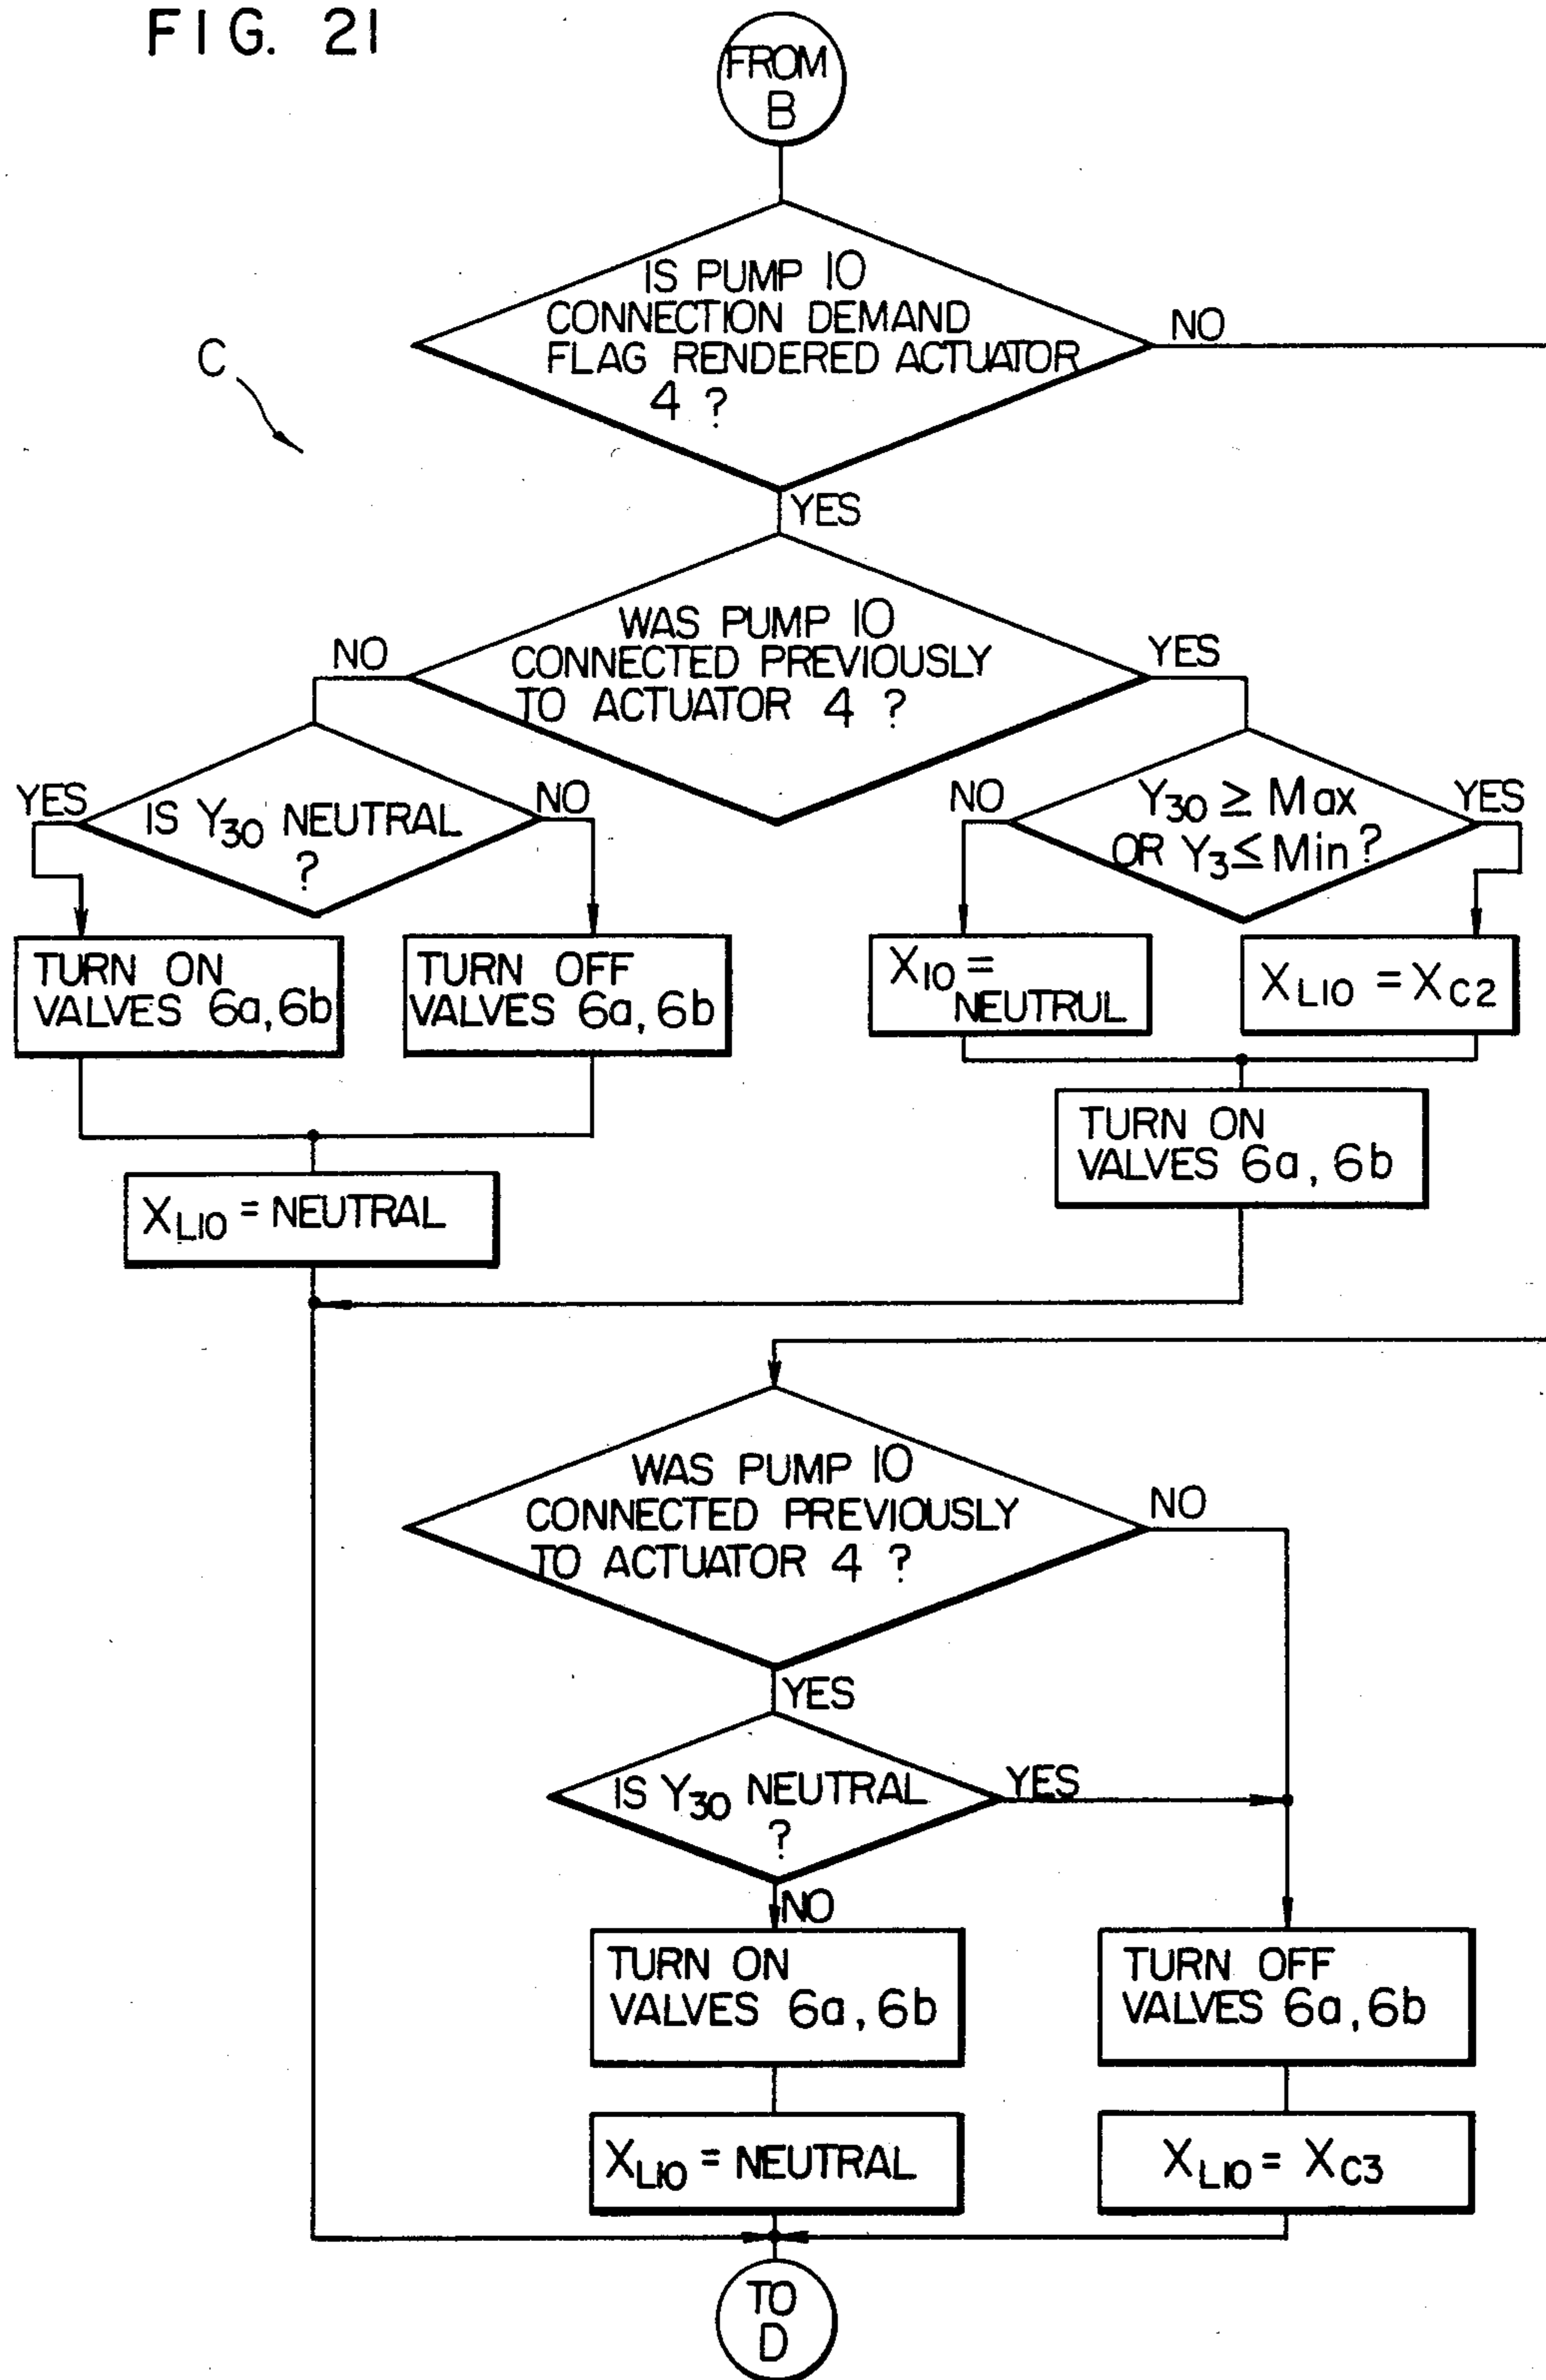 FIG. 21
FROM
B
IS PUMP 10
CONNECTION DEMAND
FLAG RENDERED ACTUATOR
4 ?
NO
C
YES
WAS PUMP 10
CONNECTED PREVIOUSLY
TO ACTUATOR 4 ?
NO
YES
YES
IS Y30 NEUTRAL
?
NO
NO
Y30 ≥ Max
OR Y3 ≤ Min?
YES
TURN ON
VALVES 6a, 6b
TURN OFF
VALVES 6a, 6b
X10 =
NEUTRUL
XL10 = XC2
TURN ON
VALVES 6a, 6b
XL10 = NEUTRAL
WAS PUMP 10
CONNECTED PREVIOUSLY
TO ACTUATOR 4 ?
NO
YES
IS Y30 NEUTRAL
?
YES
NO
TURN ON
VALVES 6a, 6b
TURN OFF
VALVES 6a, 6b
XL10 = NEUTRAL
XL10 = XC3
TO
D